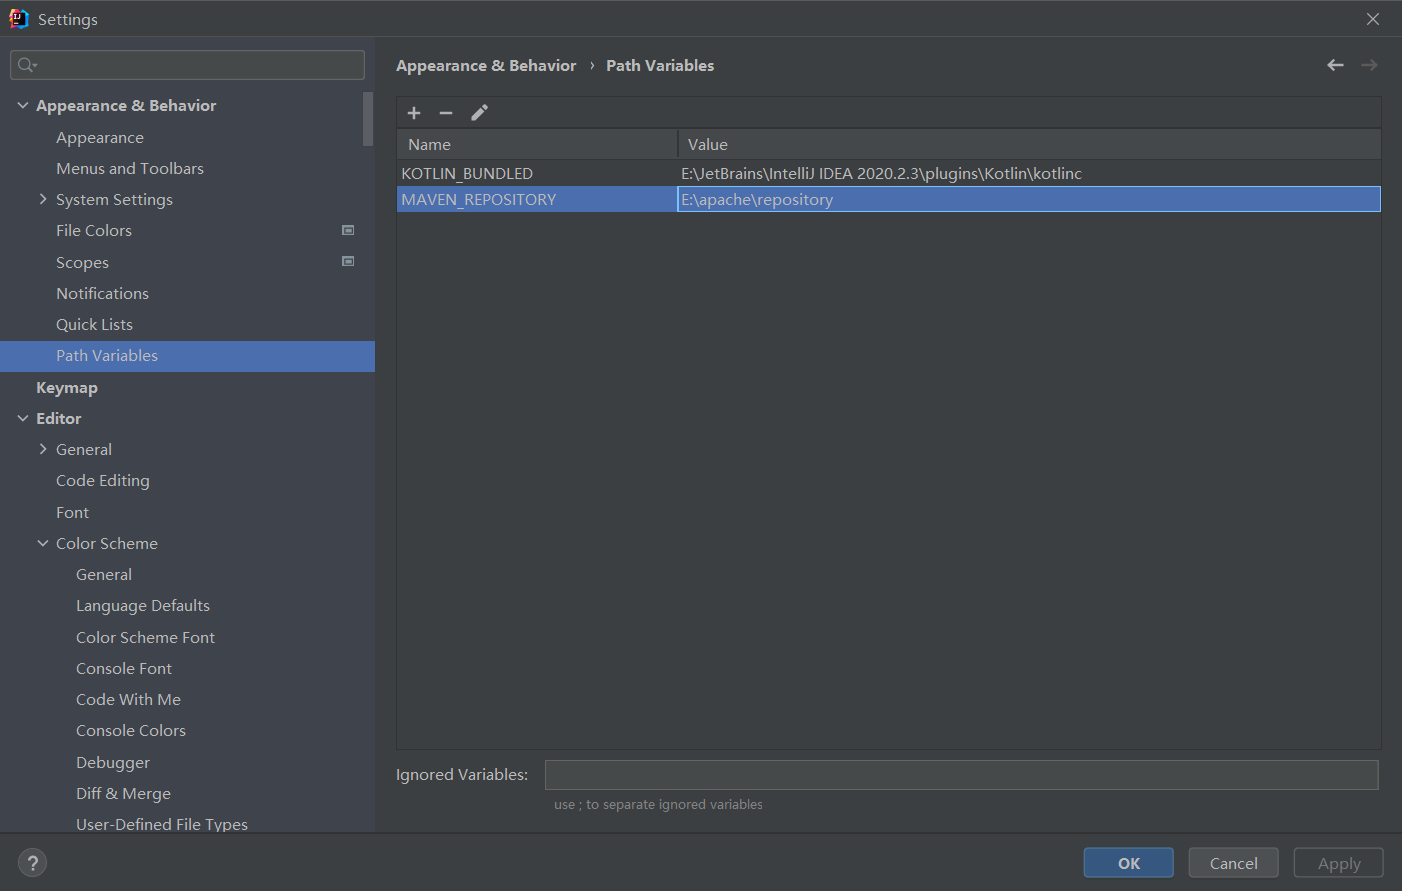 Settings
Appearance & Behavior
Appearance
Menus and Toolbars
System Settings
File Colors
Scopes
Notifications
Quick Lists
Path Variables
Keymap
Editor
General
Code Editing
Font
Color Scheme
General
Language Defaults
Color Scheme Font
Console Font
Code With Me
Console Colors
Debugger
Diff & Merge
User-Defined File Types
Appearance & Behavior › Path Variables
Name Value
KOTLIN_BUNDLED E:\JetBrains\IntelliJ IDEA 2020.2.3\plugins\Kotlin\kotlinc
MAVEN_REPOSITORY E:\apache\repository
Ignored Variables:
use ; to separate ignored variables
? OK Cancel Apply